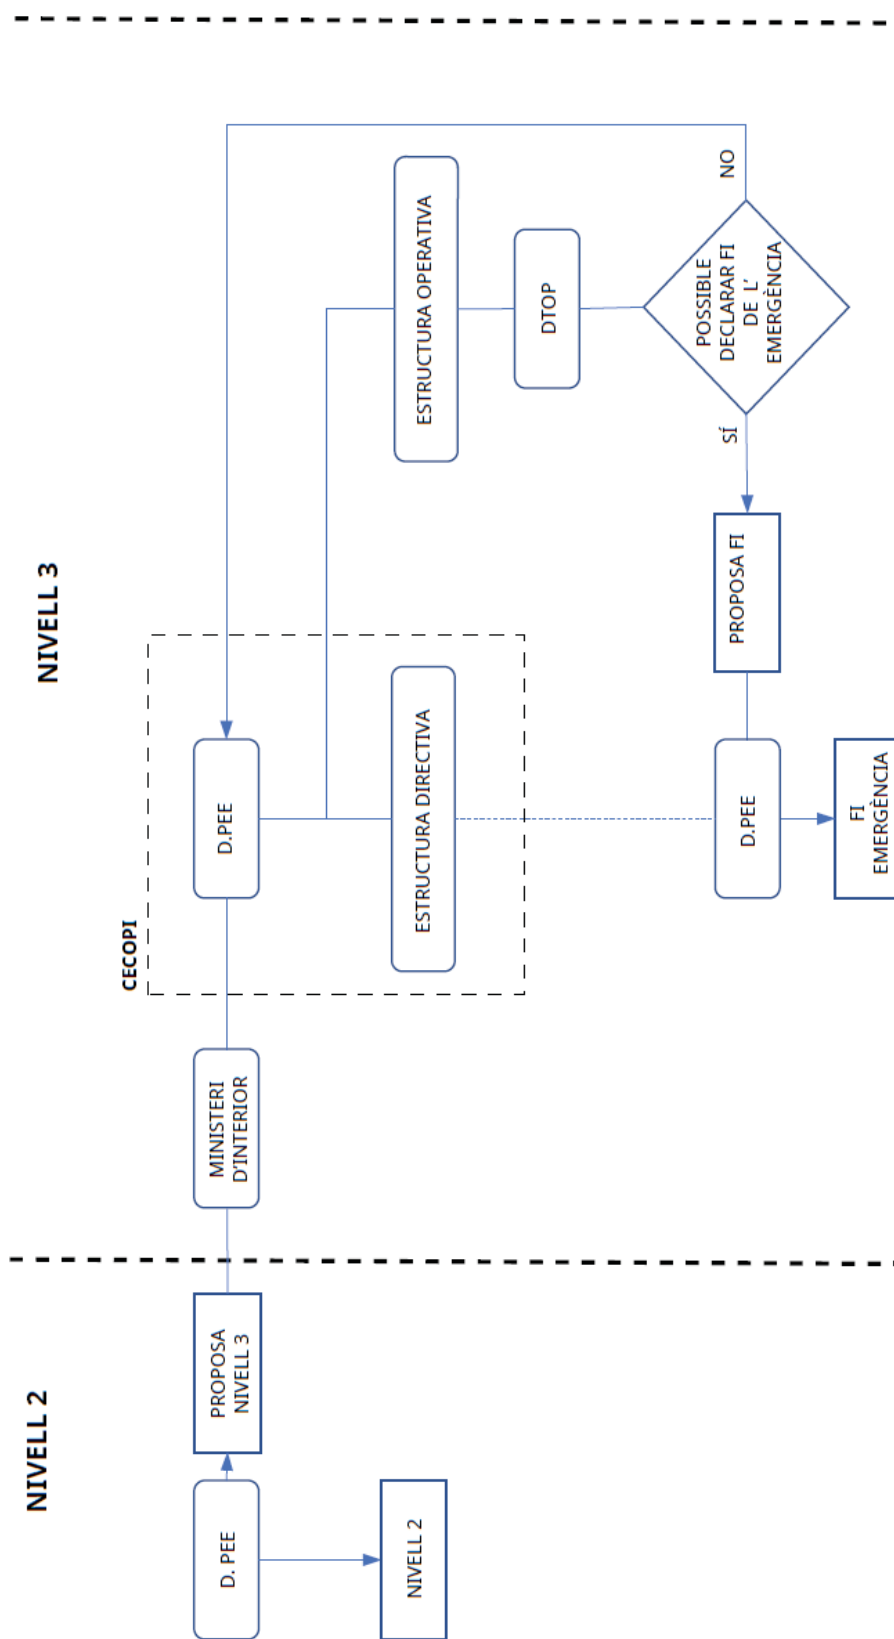 NIVELL 2
NIVELL 3
D. PEE
PROPOSA
NIVELL 3
NIVELL 2
MINISTERI
D'INTERIOR
CECOPI
D.PEE
ESTRUCTURA DIRECTIVA
ESTRUCTURA OPERATIVA
DTOP
POSSIBLE
DECLARAR FI
DE L'
EMERGÈNCIA
NO
SÍ
PROPOSA FI
D.PEE
FI
EMERGÈNCIA